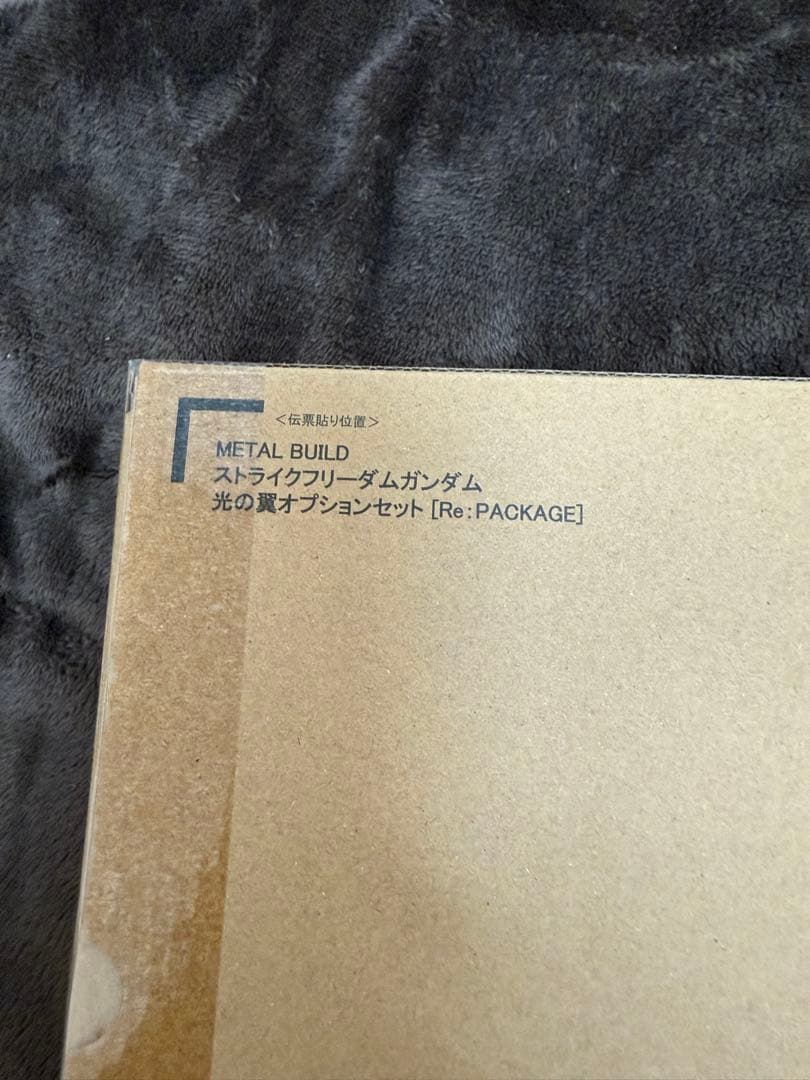 ＜伝票貼り位置＞
METAL BUILD
ストライクフリーダムガンダム
光の翼オプションセット [Re:PACKAGE]